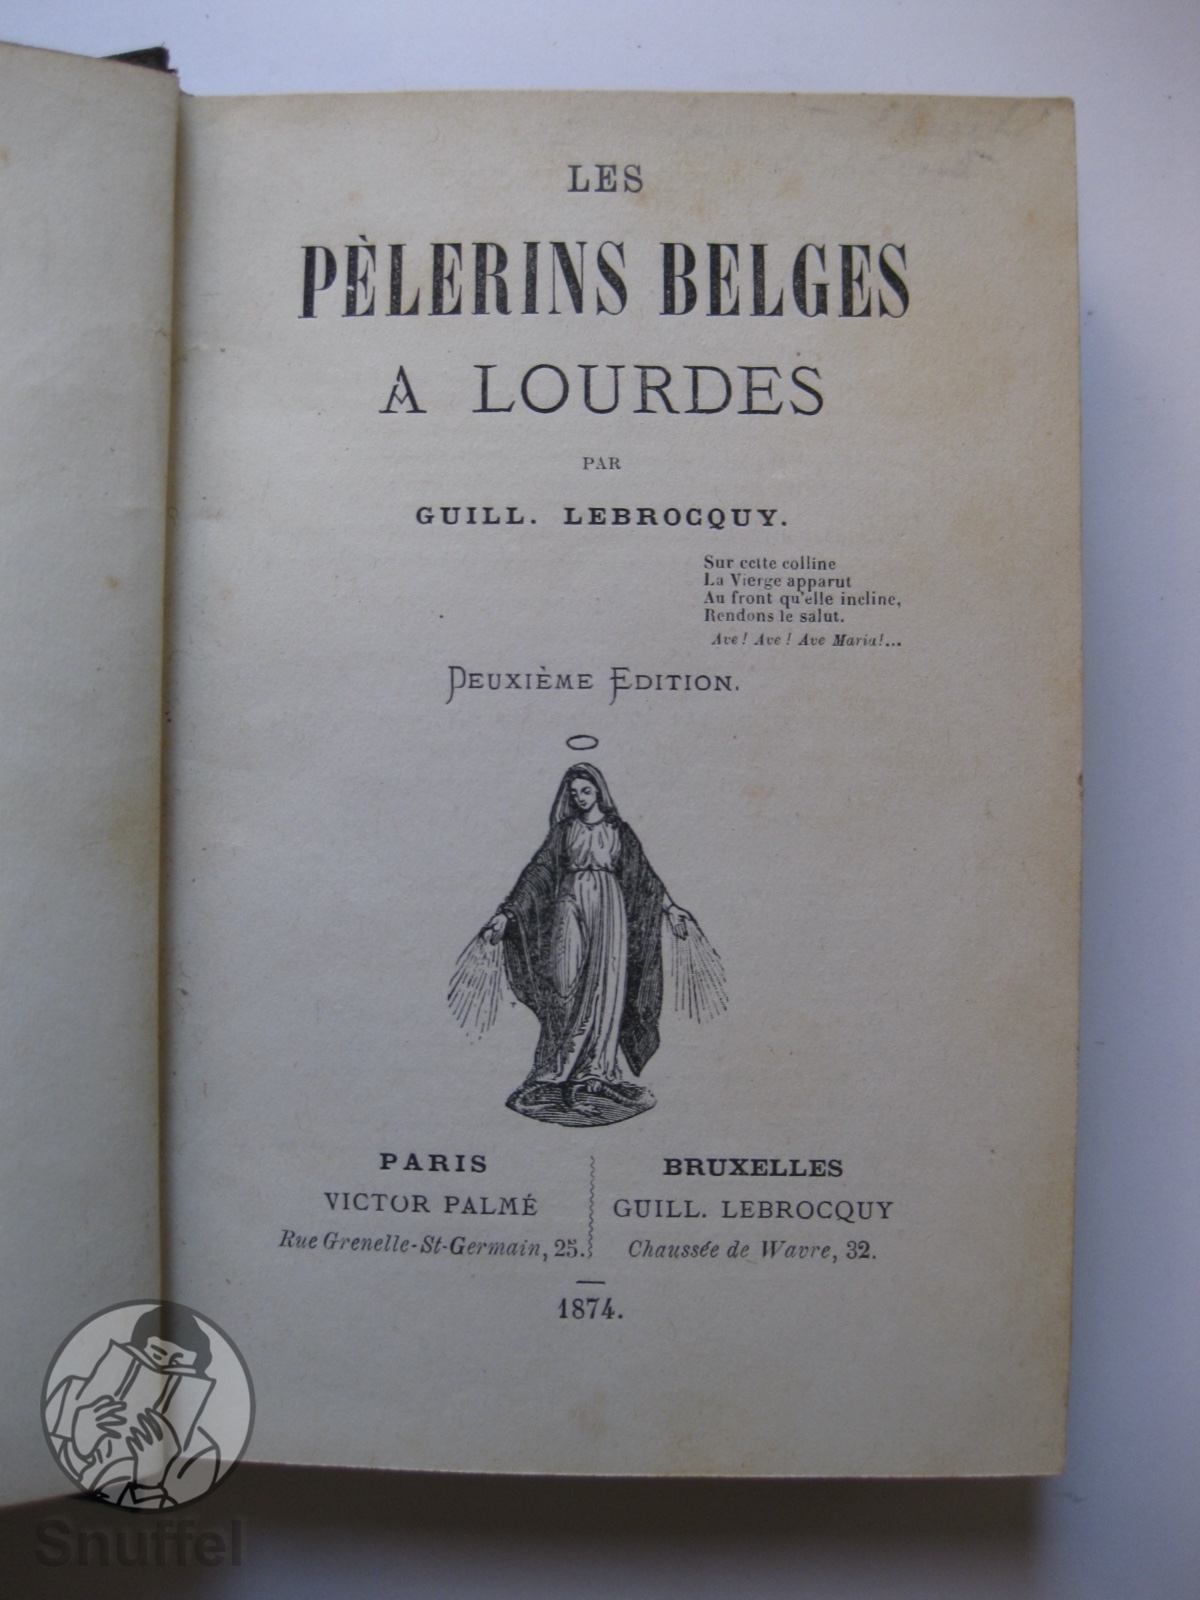 LES
PÈLERINS BELGES
A LOURDES
PAR
GUILL. LEBROCQUY.
Sur cette colline
La Vierge apparut
Au front qu'elle incline,
Rendons le salut.
Ave ! Ave ! Ave Maria!...
DEUXIÈME EDITION.
PARIS
VICTOR PALMÉ
Rue Grenelle-St-Germain, 25.
BRUXELLES
GUILL. LEBROCQUY
Chaussée de Wavre, 32.
1874.
Snuffel